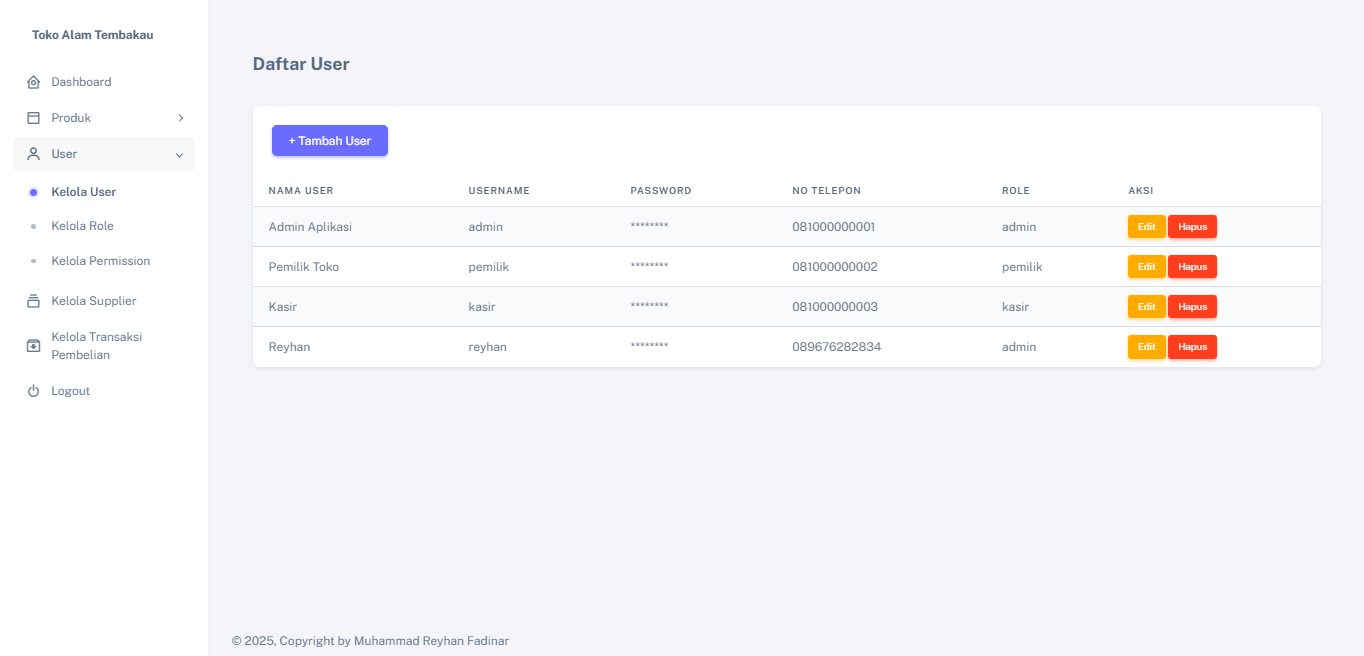 Toko Alam Tembakau
Dashboard
Produk
User
Kelola User
Kelola Role
Kelola Permission
Kelola Supplier
Kelola Transaksi
Pembelian
Logout
Daftar User
+ Tambah User
NAMA USER USERNAME PASSWORD NO TELEPON ROLE AKSI
Admin Aplikasi admin ******** 081000000001 admin Edit Hapus
Pemilik Toko pemilik ******** 081000000002 pemilik Edit Hapus
Kasir kasir ******** 081000000003 kasir Edit Hapus
Reyhan reyhan ******** 089676282834 admin Edit Hapus
© 2025, Copyright by Muhammad Reyhan Fadinar